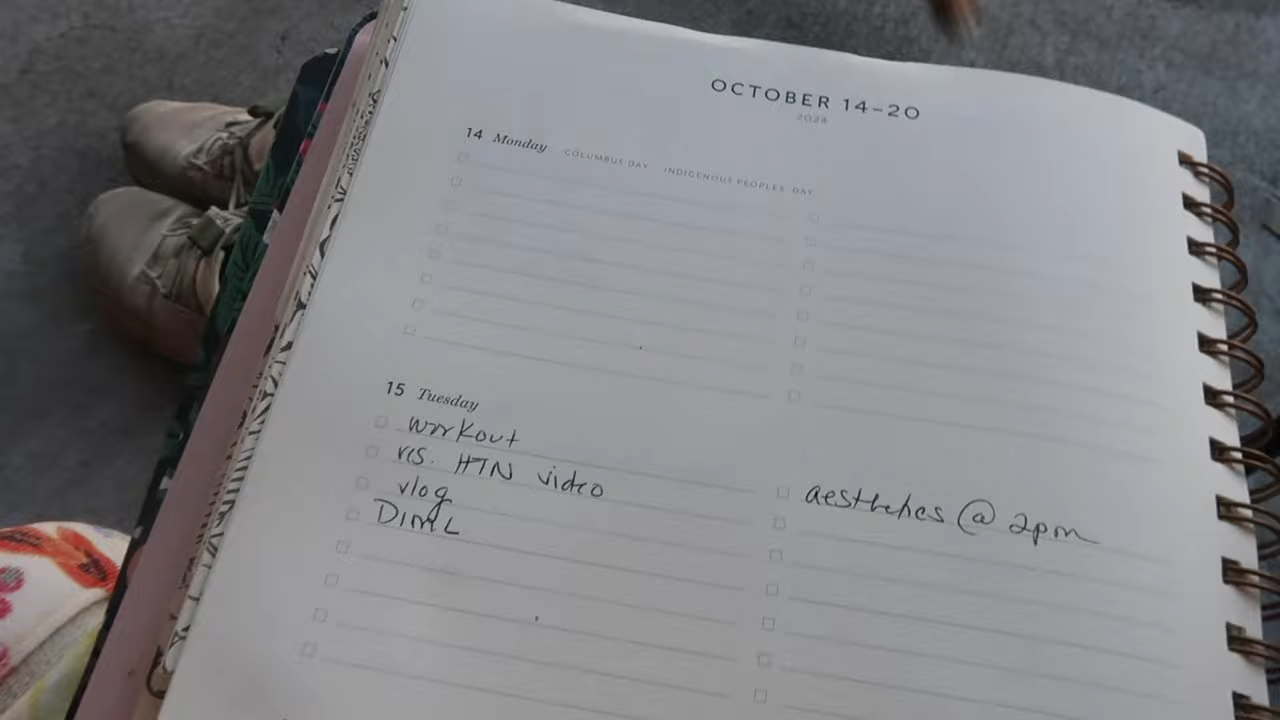 OCTOBER 14–20
2024
14 Monday COLUMBUS DAY INDIGENOUS PEOPLES' DAY
15 Tuesday
workout
res. HTN video
vlog
DIML
aesthetics @ 2pm